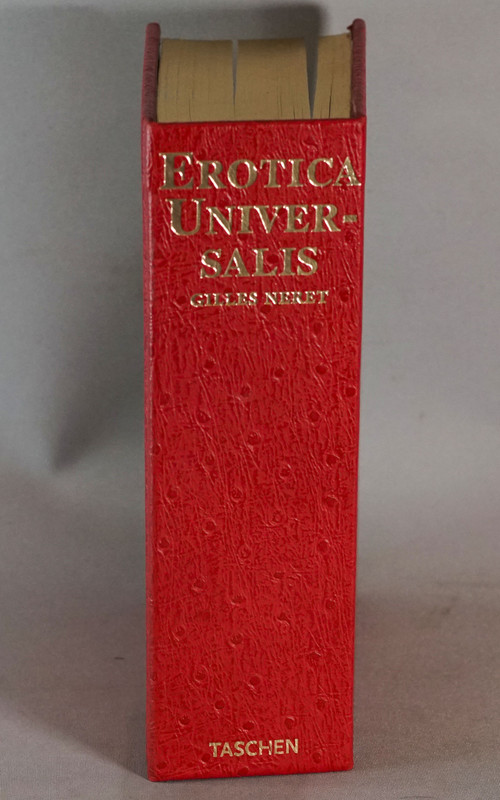 EROTICA
UNIVER-
SALIS
GILLES NERET
TASCHEN